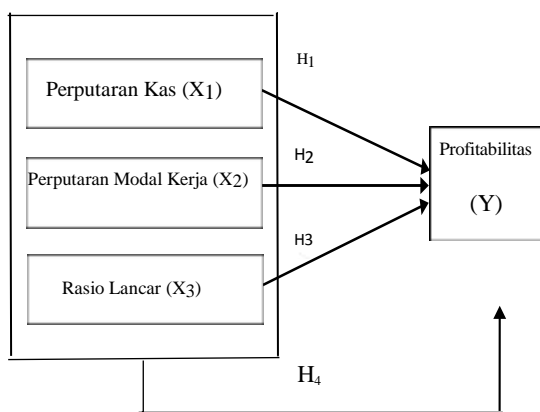 H1
Perputaran Kas (X1)
H2
Profitabilitas
Perputaran Modal Kerja (X2)
(Y)
H3
Rasio Lancar (X3)
H4